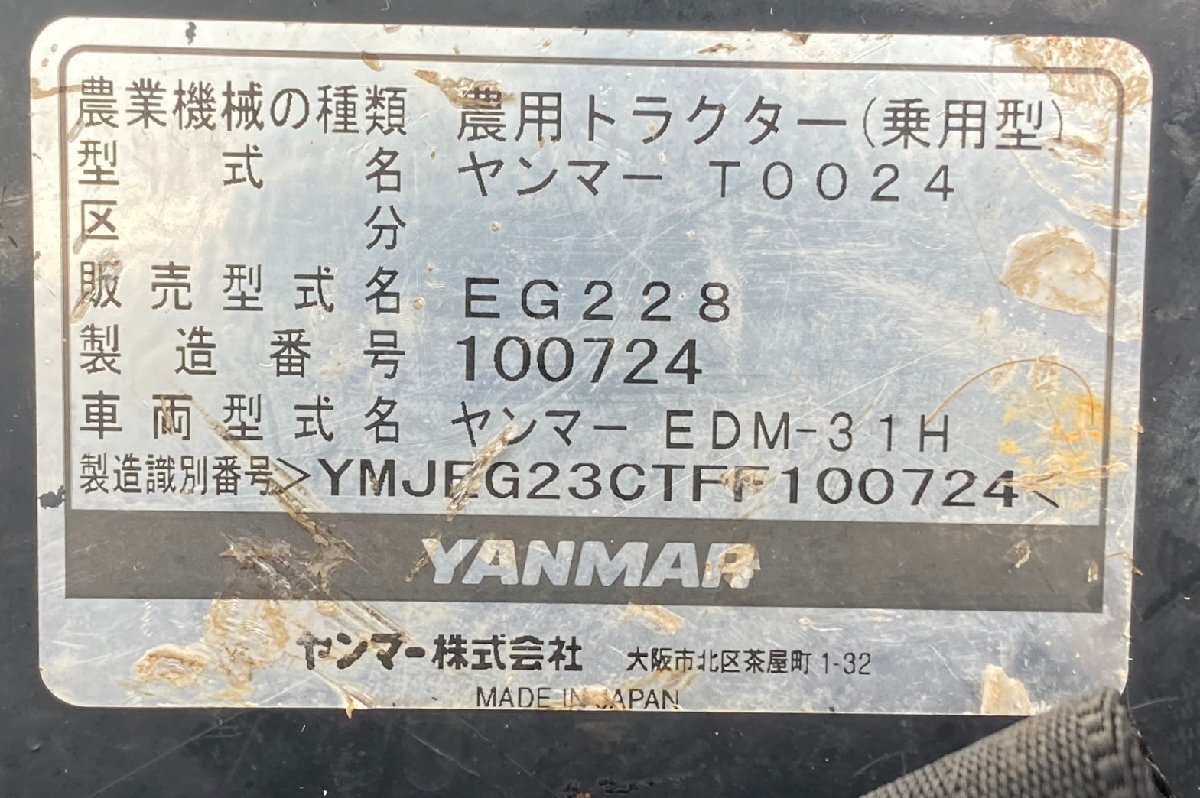 農業機械の種類 農用トラクター(乗用型)
型式名 ヤンマー T0024
区分
販売型式名 EG228
製造番号 100724
車両型式名 ヤンマー EDM-31H
製造識別番号 >YMJEG23CTFF100724<
YANMAR
ヤンマー株式会社 大阪市北区茶屋町1-32
MADE IN JAPAN